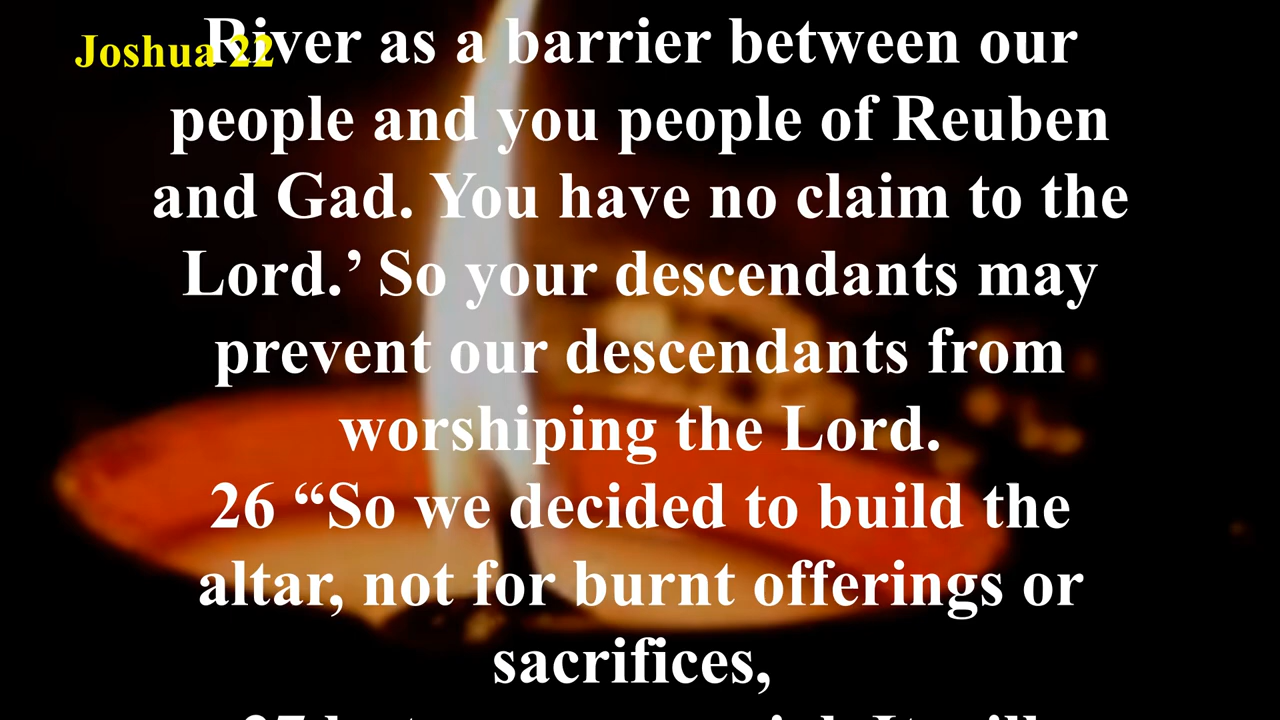 Joshua 22
River as a barrier between our
people and you people of Reuben
and Gad. You have no claim to the
Lord.’ So your descendants may
prevent our descendants from
worshiping the Lord.
26 “So we decided to build the
altar, not for burnt offerings or
sacrifices,